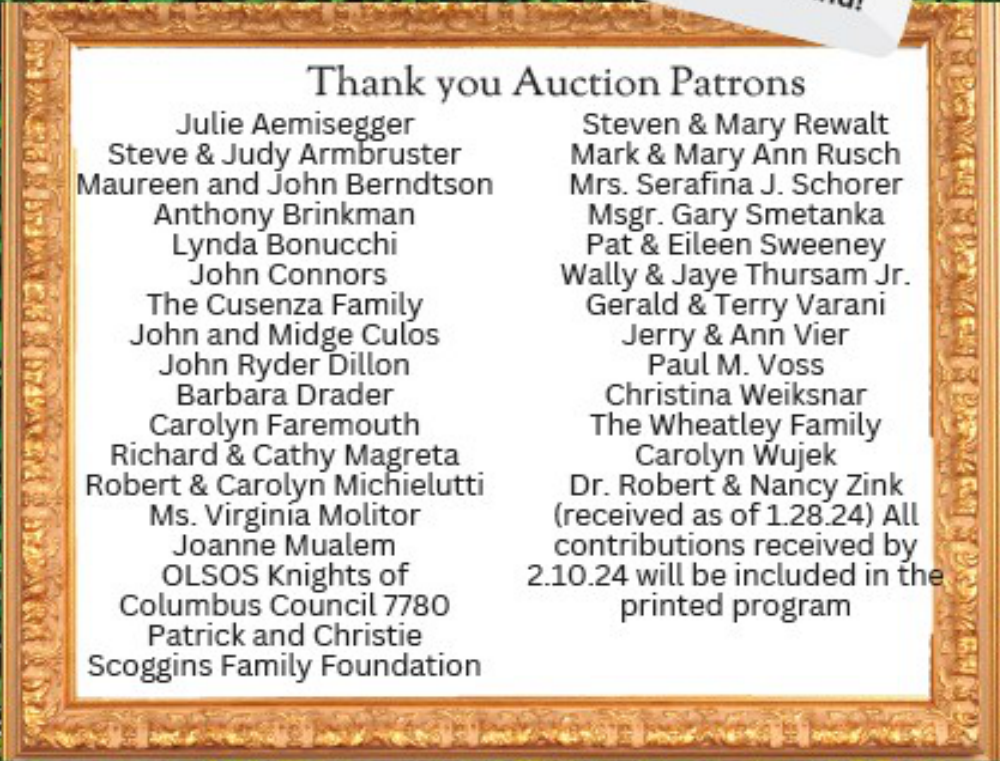 Thank you Auction Patrons
Julie Aemisegger
Steve & Judy Armbruster
Maureen and John Berndtson
Anthony Brinkman
Lynda Bonucchi
John Connors
The Cusenza Family
John and Midge Culos
John Ryder Dillon
Barbara Drader
Carolyn Faremouth
Richard & Cathy Magreta
Robert & Carolyn Michielutti
Ms. Virginia Molitor
Joanne Mualem
OLSOS Knights of
Columbus Council 7780
Patrick and Christie
Scoggins Family Foundation
Steven & Mary Rewalt
Mark & Mary Ann Rusch
Mrs. Serafina J. Schorer
Msgr. Gary Smetanka
Pat & Eileen Sweeney
Wally & Jaye Thursam Jr.
Gerald & Terry Varani
Jerry & Ann Vier
Paul M. Voss
Christina Weiksnar
The Wheatley Family
Carolyn Wujek
Dr. Robert & Nancy Zink
(received as of 1.28.24) All
contributions received by
2.10.24 will be included in the
printed program